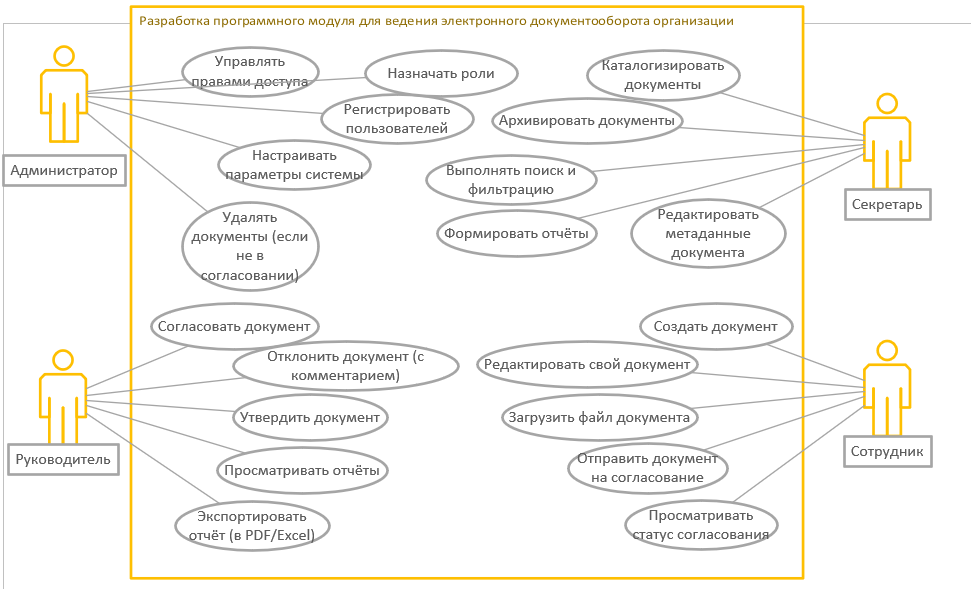 Разработка программного модуля для ведения электронного документооборота организации
Управлять
правами доступа
Назначать роли
Регистрировать
пользователей
Настраивать
параметры системы
Удалять
документы (если
не в
согласовании)
Администратор
Каталогизировать
документы
Архивировать документы
Выполнять поиск и
фильтрацию
Формировать отчёты
Редактировать
метаданные
документа
Секретарь
Согласовать документ
Отклонить документ (с
комментарием)
Утвердить документ
Просматривать отчёты
Экспортировать
отчёт (в PDF/Excel)
Руководитель
Создать документ
Редактировать свой документ
Загрузить файл документа
Отправить документ
на согласование
Просматривать
статус согласования
Сотрудник